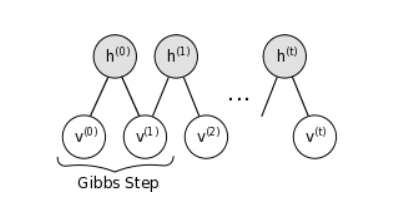 h⁽⁰⁾ h⁽¹⁾ h⁽ᵗ⁾
...
v⁽⁰⁾ v⁽¹⁾ v⁽²⁾ v⁽ᵗ⁾
Gibbs Step